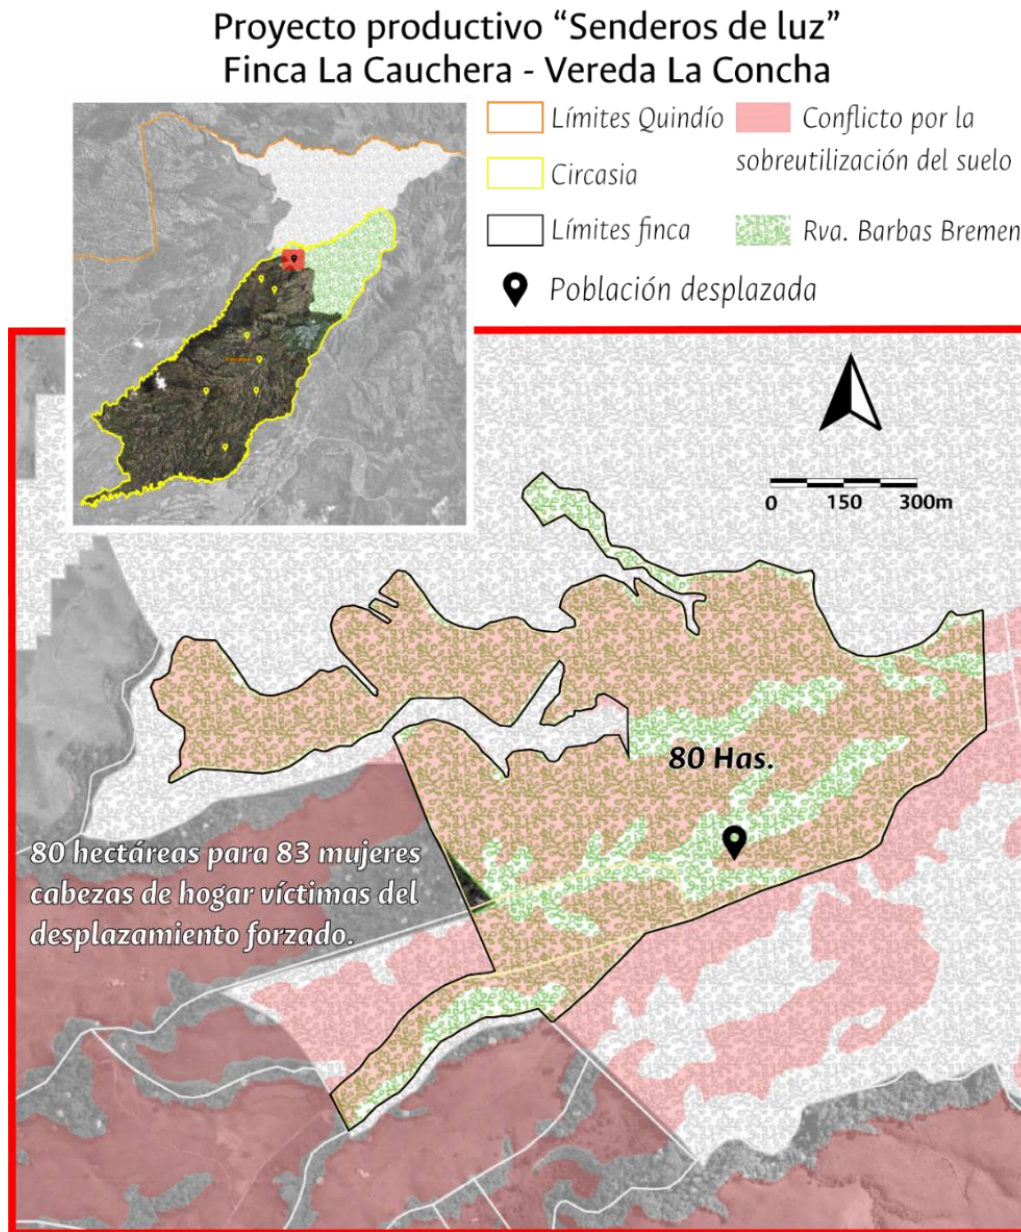 Proyecto productivo “Senderos de luz”
Finca La Cauchera - Vereda La Concha
Límites Quindío
Conflicto por la
sobreutilización del suelo
Circasia
Límites finca
Rva. Barbas Bremen
Población desplazada
0 150 300m
80 Has.
80 hectáreas para 83 mujeres
cabezas de hogar víctimas del
desplazamiento forzado.